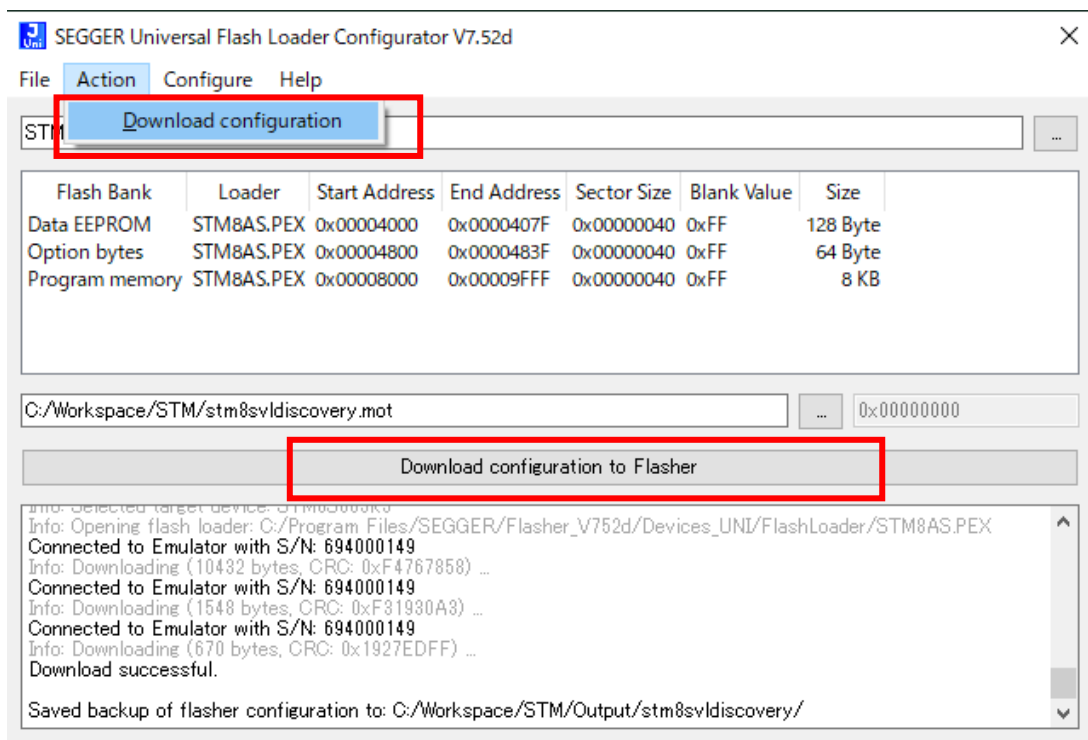 J
Uni
SEGGER Universal Flash Loader Configurator V7.52d
File Action Configure Help
Download configuration
STM
...
Flash Bank Loader Start Address End Address Sector Size Blank Value Size
Data EEPROM STM8AS.PEX 0x00004000 0x0000407F 0x00000040 0xFF 128 Byte
Option bytes STM8AS.PEX 0x00004800 0x0000483F 0x00000040 0xFF 64 Byte
Program memory STM8AS.PEX 0x00008000 0x00009FFF 0x00000040 0xFF 8 KB
C:/Workspace/STM/stm8svldiscovery.mot ... 0x00000000
Download configuration to Flasher
Info: Selected target device:
Info: Opening flash loader: C:/Program Files/SEGGER/Flasher_V752d/Devices_UNI/FlashLoader/STM8AS.PEX
Connected to Emulator with S/N: 694000149
Info: Downloading (10432 bytes, CRC: 0xF4767858) ...
Connected to Emulator with S/N: 694000149
Info: Downloading (1548 bytes, CRC: 0xF31930A3) ...
Connected to Emulator with S/N: 694000149
Info: Downloading (670 bytes, CRC: 0x1927EDFF) ...
Download successful.
Saved backup of flasher configuration to: C:/Workspace/STM/Output/stm8svldiscovery/